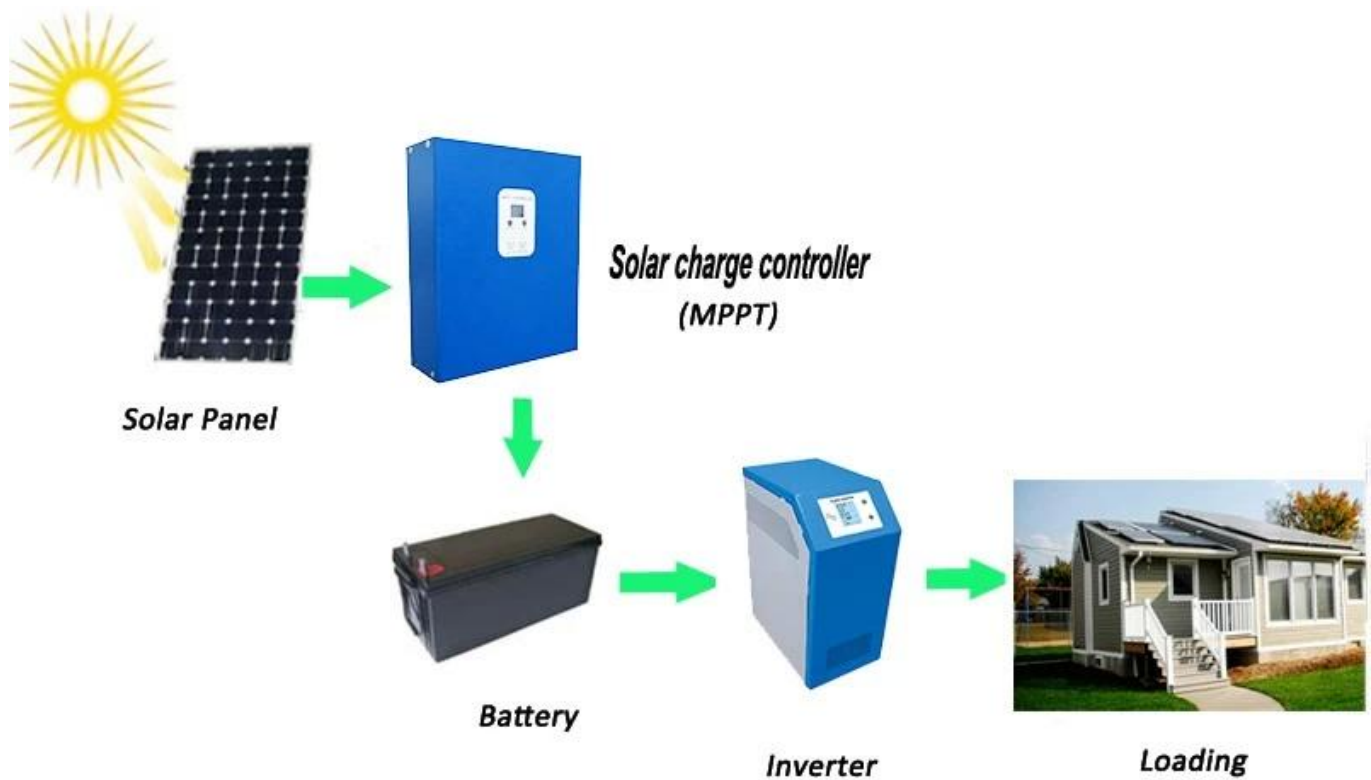 Solar charge controller
(MPPT)
Solar Panel
Battery
Inverter
Loading